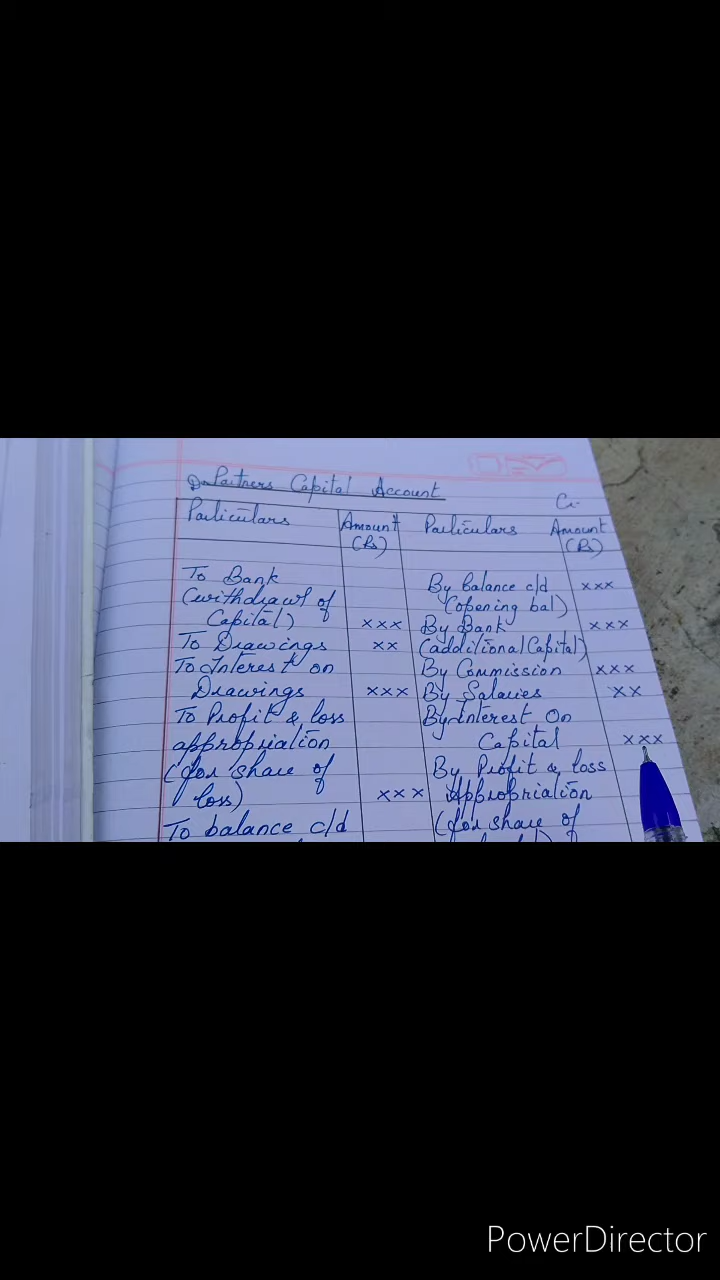 Dr Partners Capital Account Cr.
Particulars Amount (Rs) Particulars Amount (Rs)
To Bank
(withdrawl of
Capital) xxx
To Drawings xx
To Interest on
Drawings xxx
To Profit & loss
appropriation
(for share of
loss) xxx
To balance c/d
By Balance c/d xxx
(opening bal)
By Bank xxx
(additional Capital)
By Commission xxx
By Salaries xx
By Interest On
Capital xxx
By Profit & loss
Appropriation
(for share of
PowerDirector